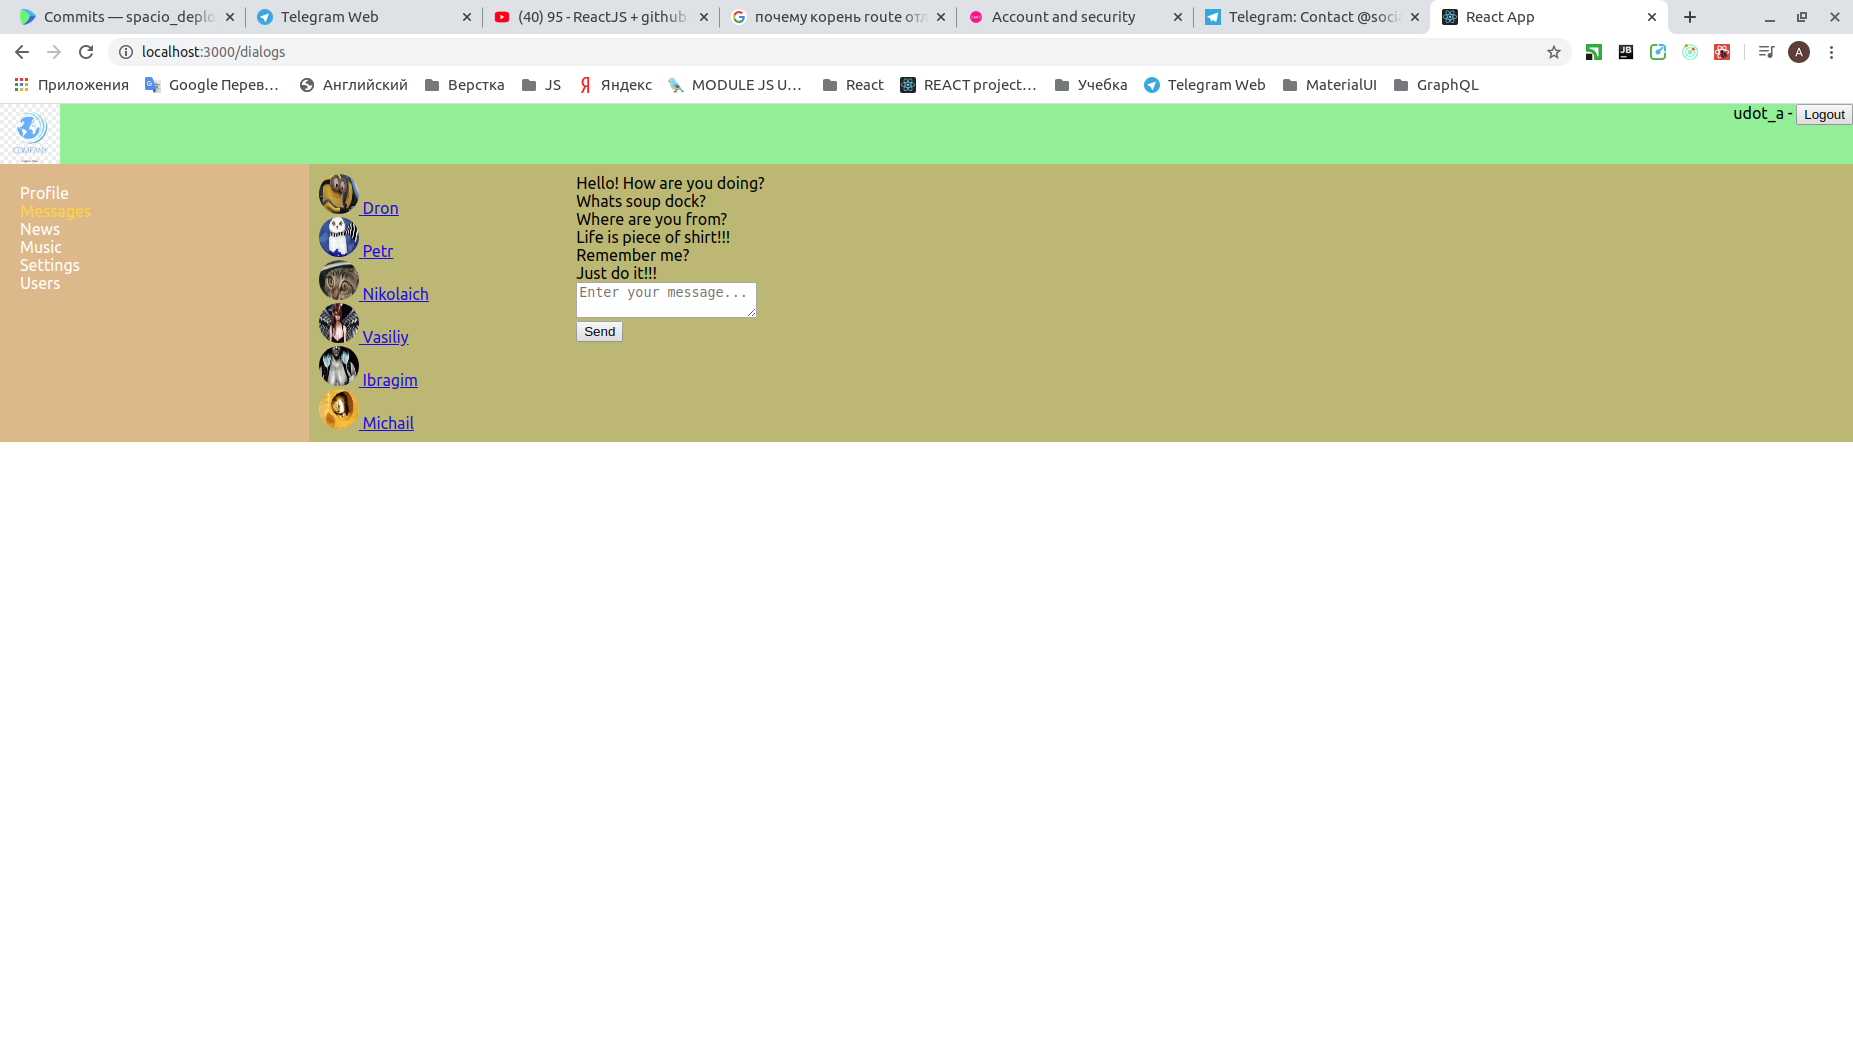 Commits — spacio_deplo
Telegram Web
(40) 95 - ReactJS + github
почему корень route отл
Account and security
Telegram: Contact @socia
React App
localhost:3000/dialogs
A
Приложения
Google Перев...
Английский
Верстка
JS
Яндекс
MODULE JS U...
React
REACT project...
Учебка
Telegram Web
MaterialUI
GraphQL
COMPANY
udot_a - Logout
Profile
Messages
News
Music
Settings
Users
Dron
Petr
Nikolaich
Vasiliy
Ibragim
Michail
Hello! How are you doing?
Whats soup dock?
Where are you from?
Life is piece of shirt!!!
Remember me?
Just do it!!!
Enter your message...
Send